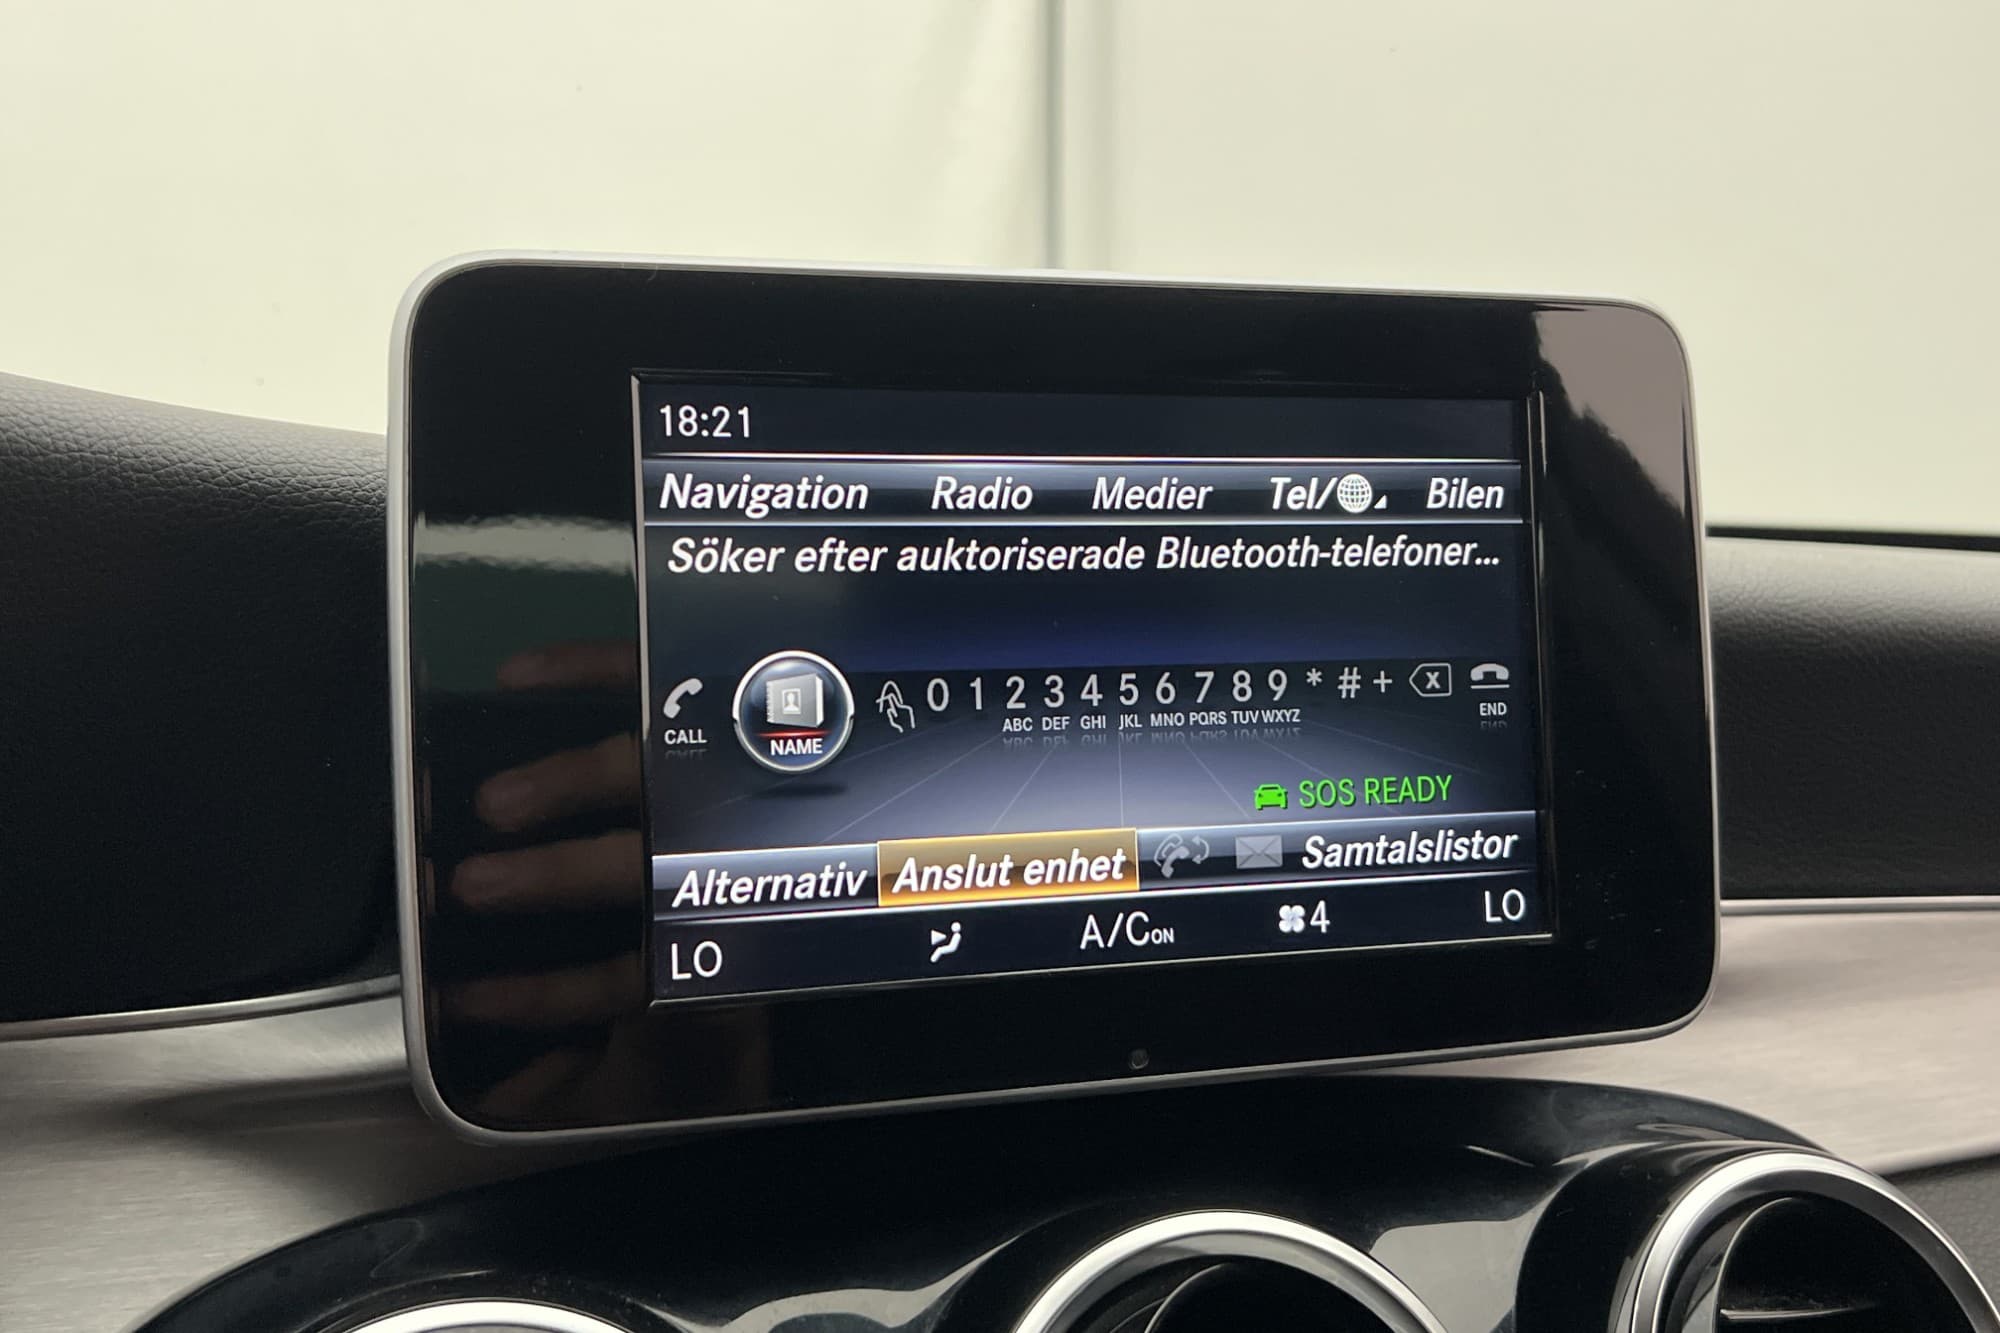 18:21
Navigation Radio Medier Tel/ Bilen
Söker efter auktoriserade Bluetooth-telefoner...
0 1 2 3 4 5 6 7 8 9 * # + X
ABC DEF GHI JKL MNO PQRS TUV WXYZ
CALL NAME END
SOS READY
Alternativ Anslut enhet Samtalslistor
LO A/C ON 4 LO